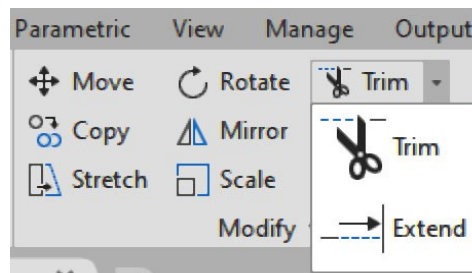 Parametric View Manage Output
Move Rotate Trim
Copy Mirror Trim
Stretch Scale
Modify Extend